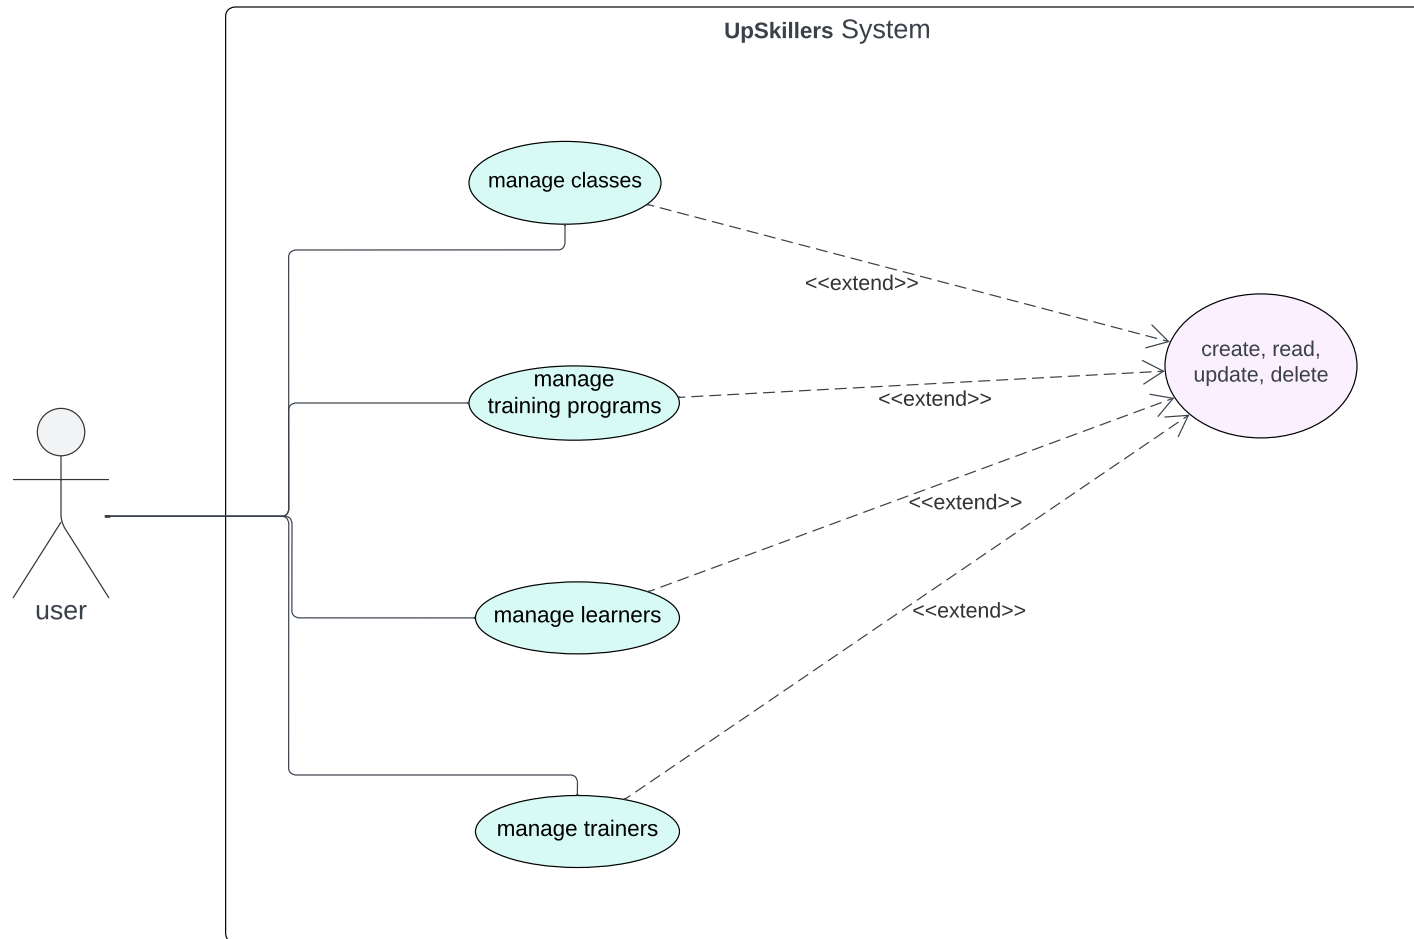 UpSkillers System
manage classes
<<extend>>
create, read,
update, delete
manage
training programs
<<extend>>
<<extend>>
user
manage learners
<<extend>>
manage trainers